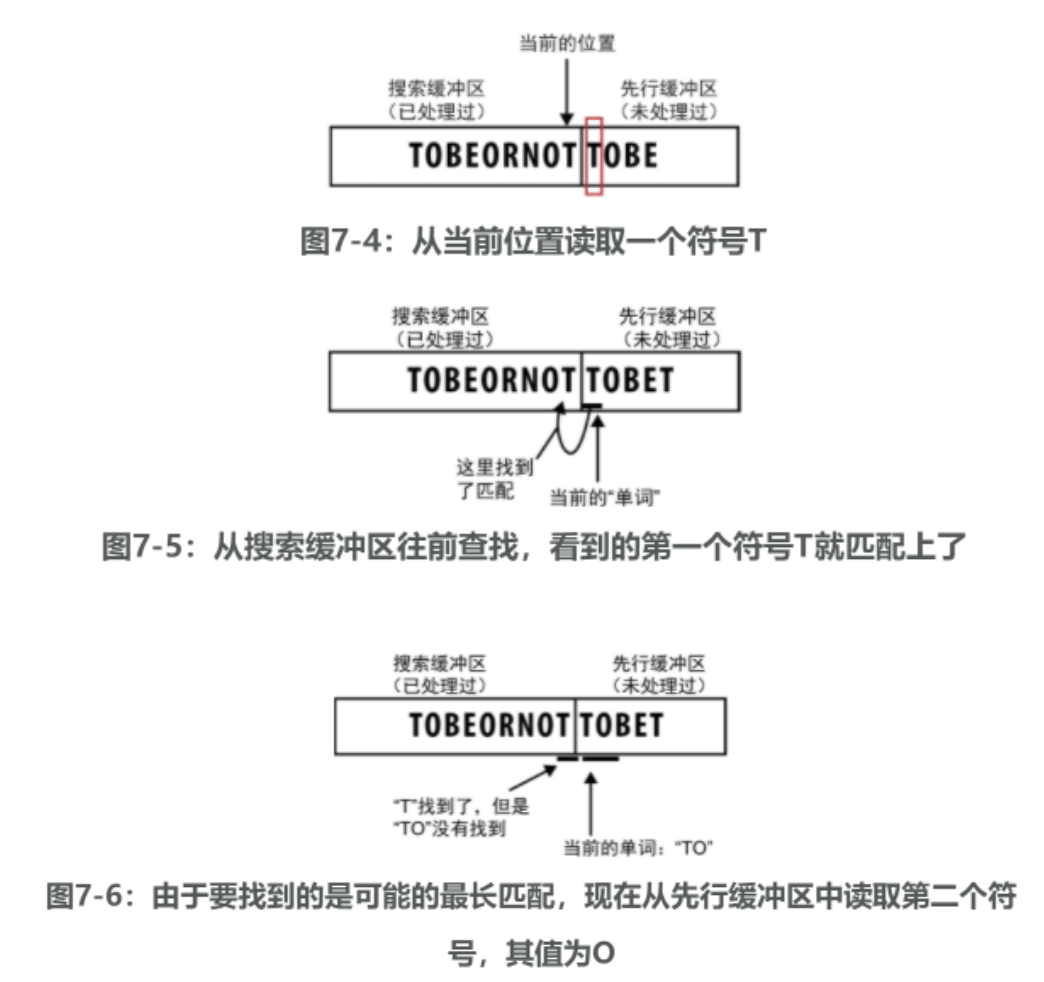 当前的位置
搜索缓冲区 先行缓冲区
（已处理过） （未处理过）
TOBEORNOT TOBE
图7-4：从当前位置读取一个符号T
搜索缓冲区 先行缓冲区
（已处理过） （未处理过）
TOBEORNOT TOBET
这里找到
了匹配
当前的“单词”
图7-5：从搜索缓冲区往前查找，看到的第一个符号T就匹配上了
搜索缓冲区 先行缓冲区
（已处理过） （未处理过）
TOBEORNOT TOBET
“T”找到了，但是
“TO”没有找到
当前的单词：“TO”
图7-6：由于要找到的是可能的最长匹配，现在从先行缓冲区中读取第二个符
号，其值为O